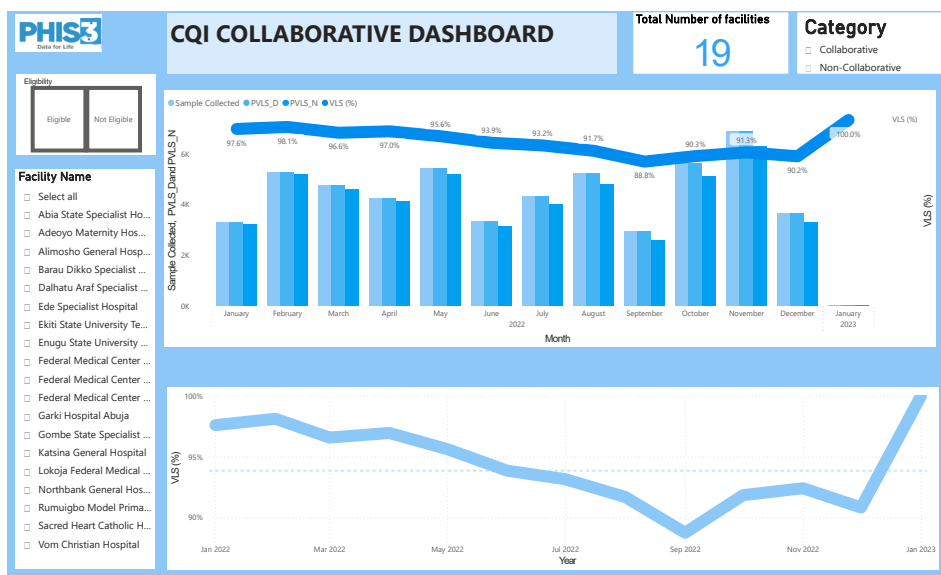 PHIS3
Data for Life
CQI COLLABORATIVE DASHBOARD
Total Number of facilities
19
Category
Collaborative
Non-Collaborative
Eligibility
Eligible
Not Eligible
Facility Name
Select all
Abia State Specialist Ho...
Adeoyo Maternity Hos...
Alimosho General Hosp...
Barau Dikko Specialist ...
Dalhatu Araf Specialist ...
Ede Specialist Hospital
Ekiti State University Te...
Enugu State University ...
Federal Medical Center ...
Federal Medical Center ...
Federal Medical Center ...
Garki Hospital Abuja
Gombe State Specialist ...
Katsina General Hospital
Lokoja Federal Medical ...
Northbank General Hos...
Rumuigbo Model Prima...
Sacred Heart Catholic H...
Vom Christian Hospital
Sample Collected PVLS_D PVLS_N VLS (%)
Sample Collected, PVLS_D and PVLS_N
6K
4K
2K
0K
97.6%
98.1%
96.6%
97.0%
95.6%
93.9%
93.2%
91.7%
88.8%
90.3%
91.3%
90.2%
100.0%
VLS (%)
VLS (%)
January February March April May June July August September October November December January
2022 2023
Month
100%
95%
90%
VLS (%)
Jan 2022 Mar 2022 May 2022 Jul 2022 Sep 2022 Nov 2022 Jan 2023
Year